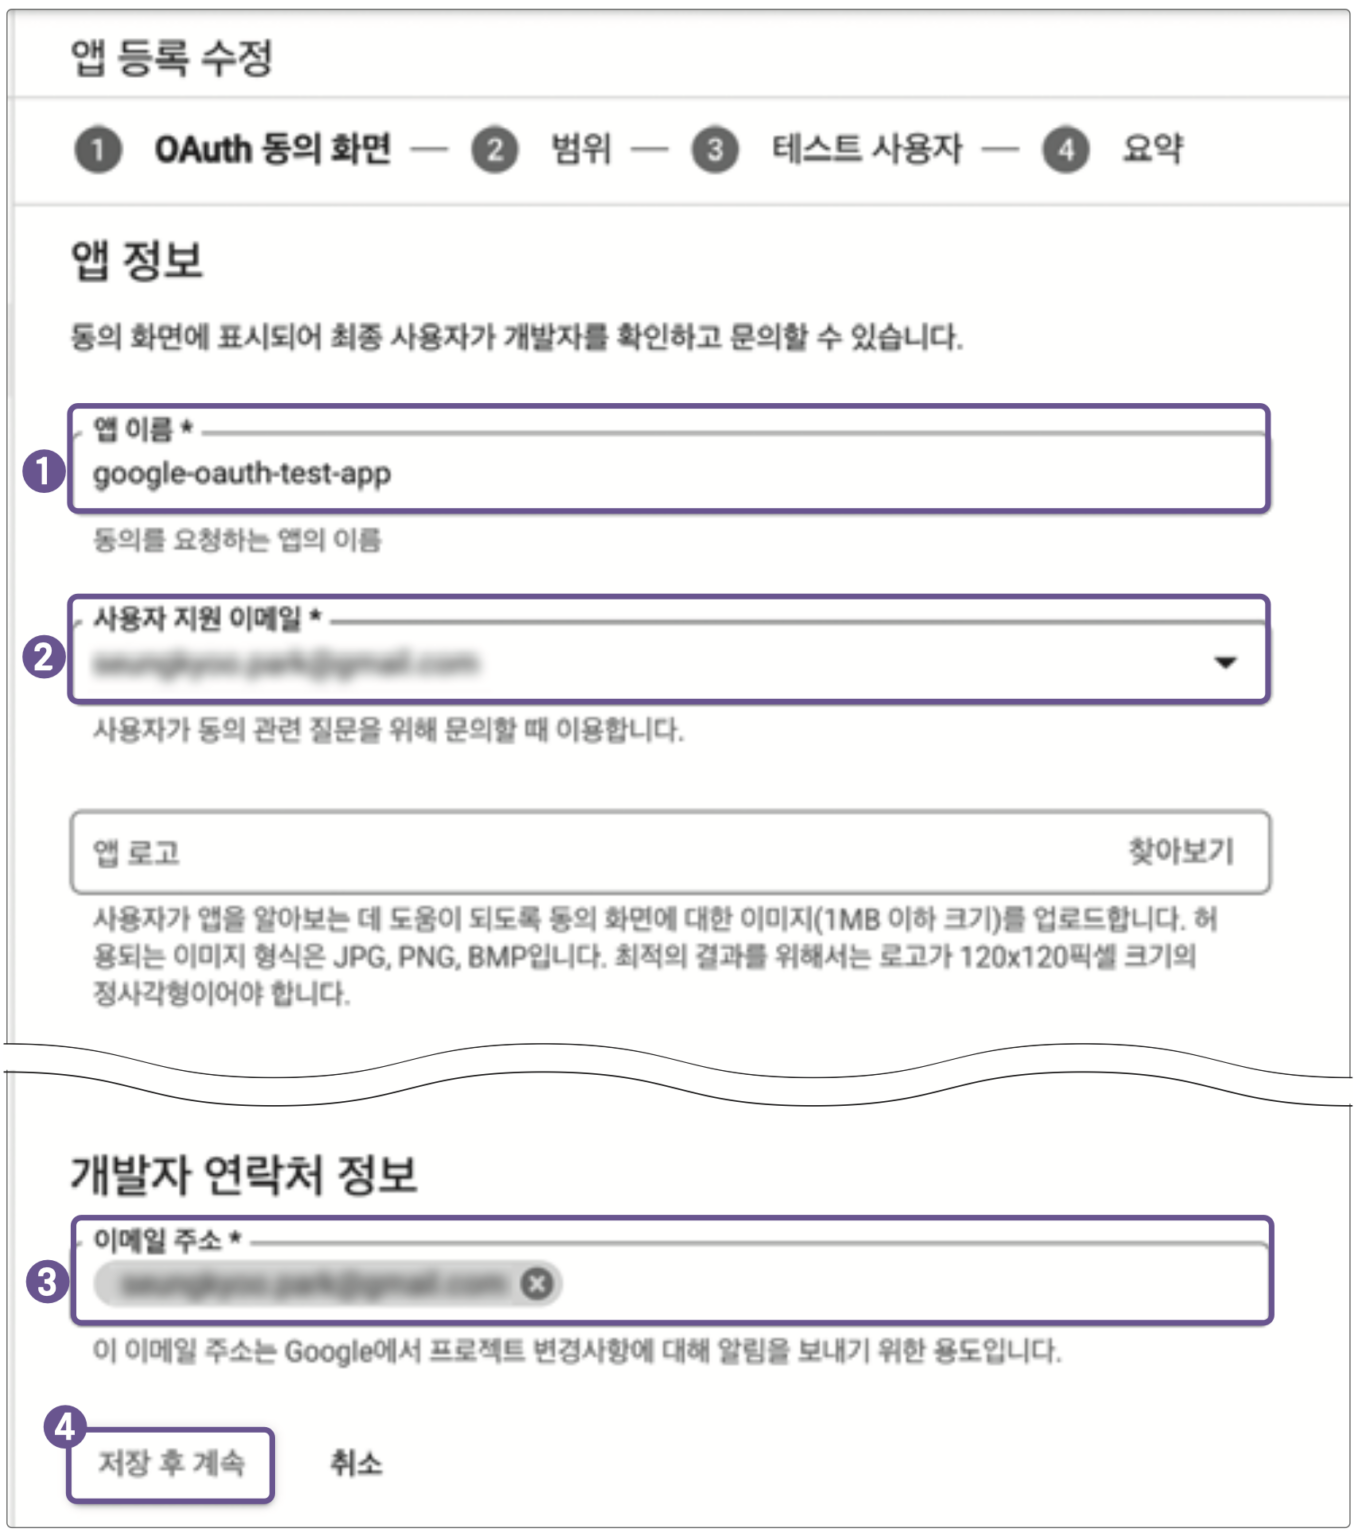 앱 등록 수정
1 OAuth 동의 화면 — 2 범위 — 3 테스트 사용자 — 4 요약
앱 정보
동의 화면에 표시되어 최종 사용자가 개발자를 확인하고 문의할 수 있습니다.
앱 이름 *
1
google-oauth-test-app
동의를 요청하는 앱의 이름
사용자 지원 이메일 *
2
사용자가 동의 관련 질문을 위해 문의할 때 이용합니다.
앱 로고 찾아보기
사용자가 앱을 알아보는 데 도움이 되도록 동의 화면에 대한 이미지(1MB 이하 크기)를 업로드합니다. 허
용되는 이미지 형식은 JPG, PNG, BMP입니다. 최적의 결과를 위해서는 로고가 120x120픽셀 크기의
정사각형이어야 합니다.
개발자 연락처 정보
이메일 주소 *
3
이 이메일 주소는 Google에서 프로젝트 변경사항에 대해 알림을 보내기 위한 용도입니다.
4
저장 후 계속 취소